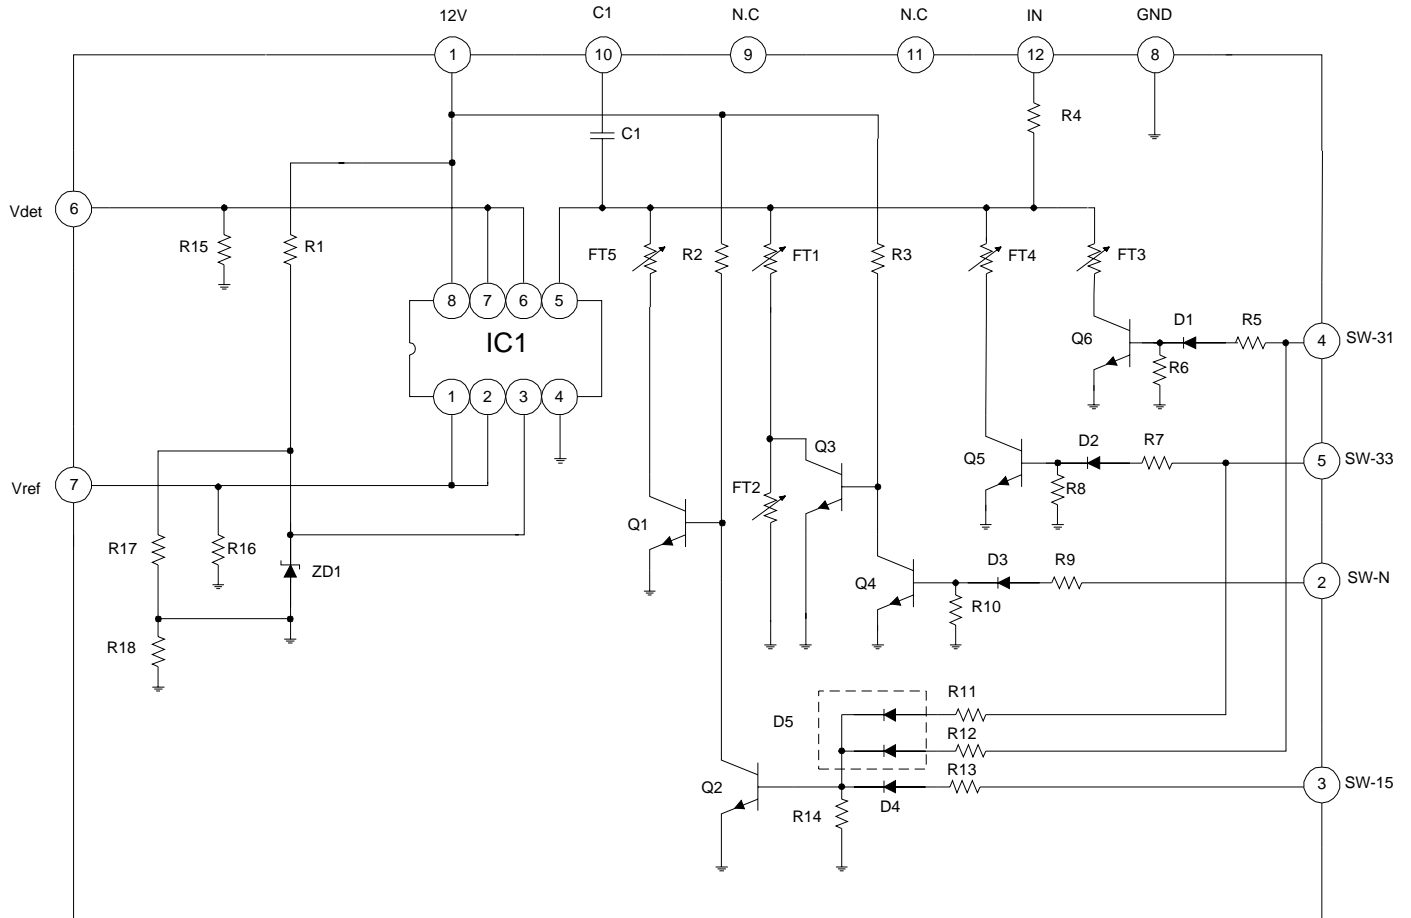 12V
C1
N.C
N.C
IN
GND
1
10
9
11
12
8
R4
C1
Vdet
6
R15
R1
FT5
R2
FT1
R3
FT4
FT3
8
7
6
5
IC1
1
2
3
4
Q6
D1
R5
4
SW-31
R6
Q3
Q5
D2
R7
5
SW-33
Vref
7
FT2
R8
Q1
R17
R16
ZD1
Q4
D3
R9
2
SW-N
R10
R18
R11
D5
R12
R13
Q2
D4
3
SW-15
R14